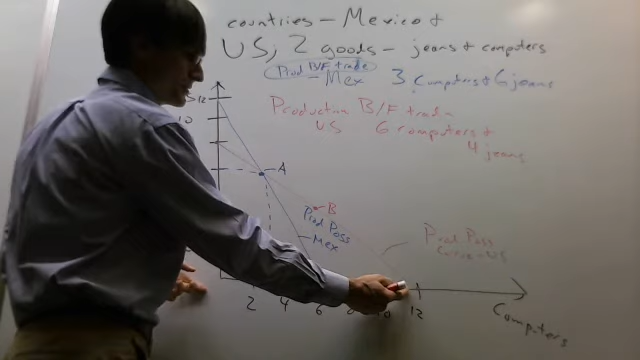 countries - Mexico &
US, 2 goods - jeans & computers
Prod B/F trade
- Mex 3 computers & 6 jeans
Production B/F trade
US 6 computers &
4 jeans
12
10
A
B
Prod Poss
Mex
Prod Poss
Curve - US
2 4 6 8 10 12
Computers